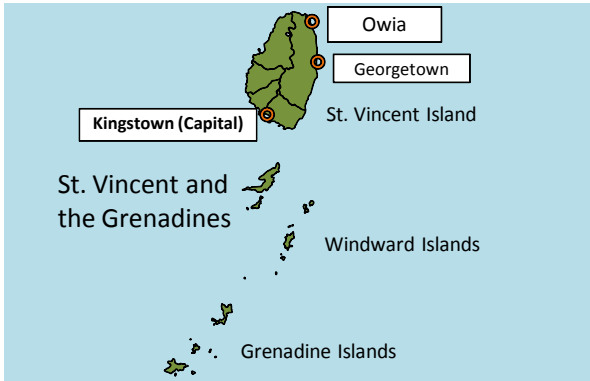 Owia
Georgetown
Kingstown (Capital)
St. Vincent Island
St. Vincent and
the Grenadines
Windward Islands
Grenadine Islands